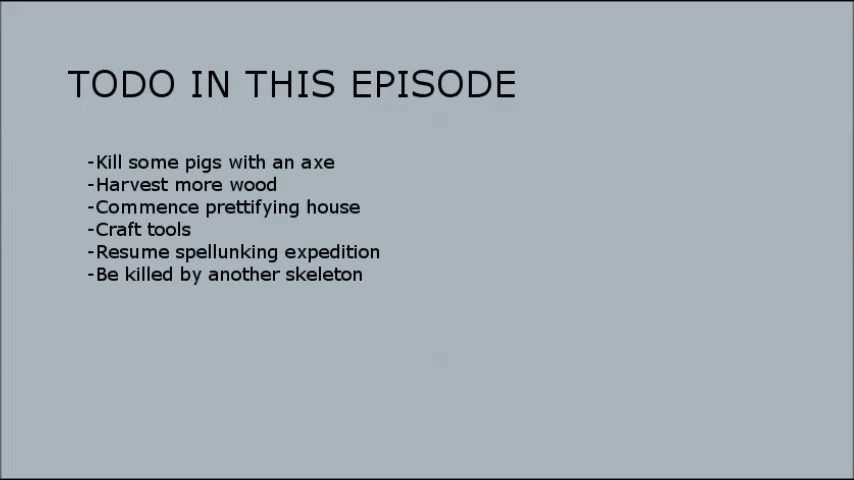 TODO IN THIS EPISODE
-Kill some pigs with an axe
-Harvest more wood
-Commence prettifying house
-Craft tools
-Resume spellunking expedition
-Be killed by another skeleton